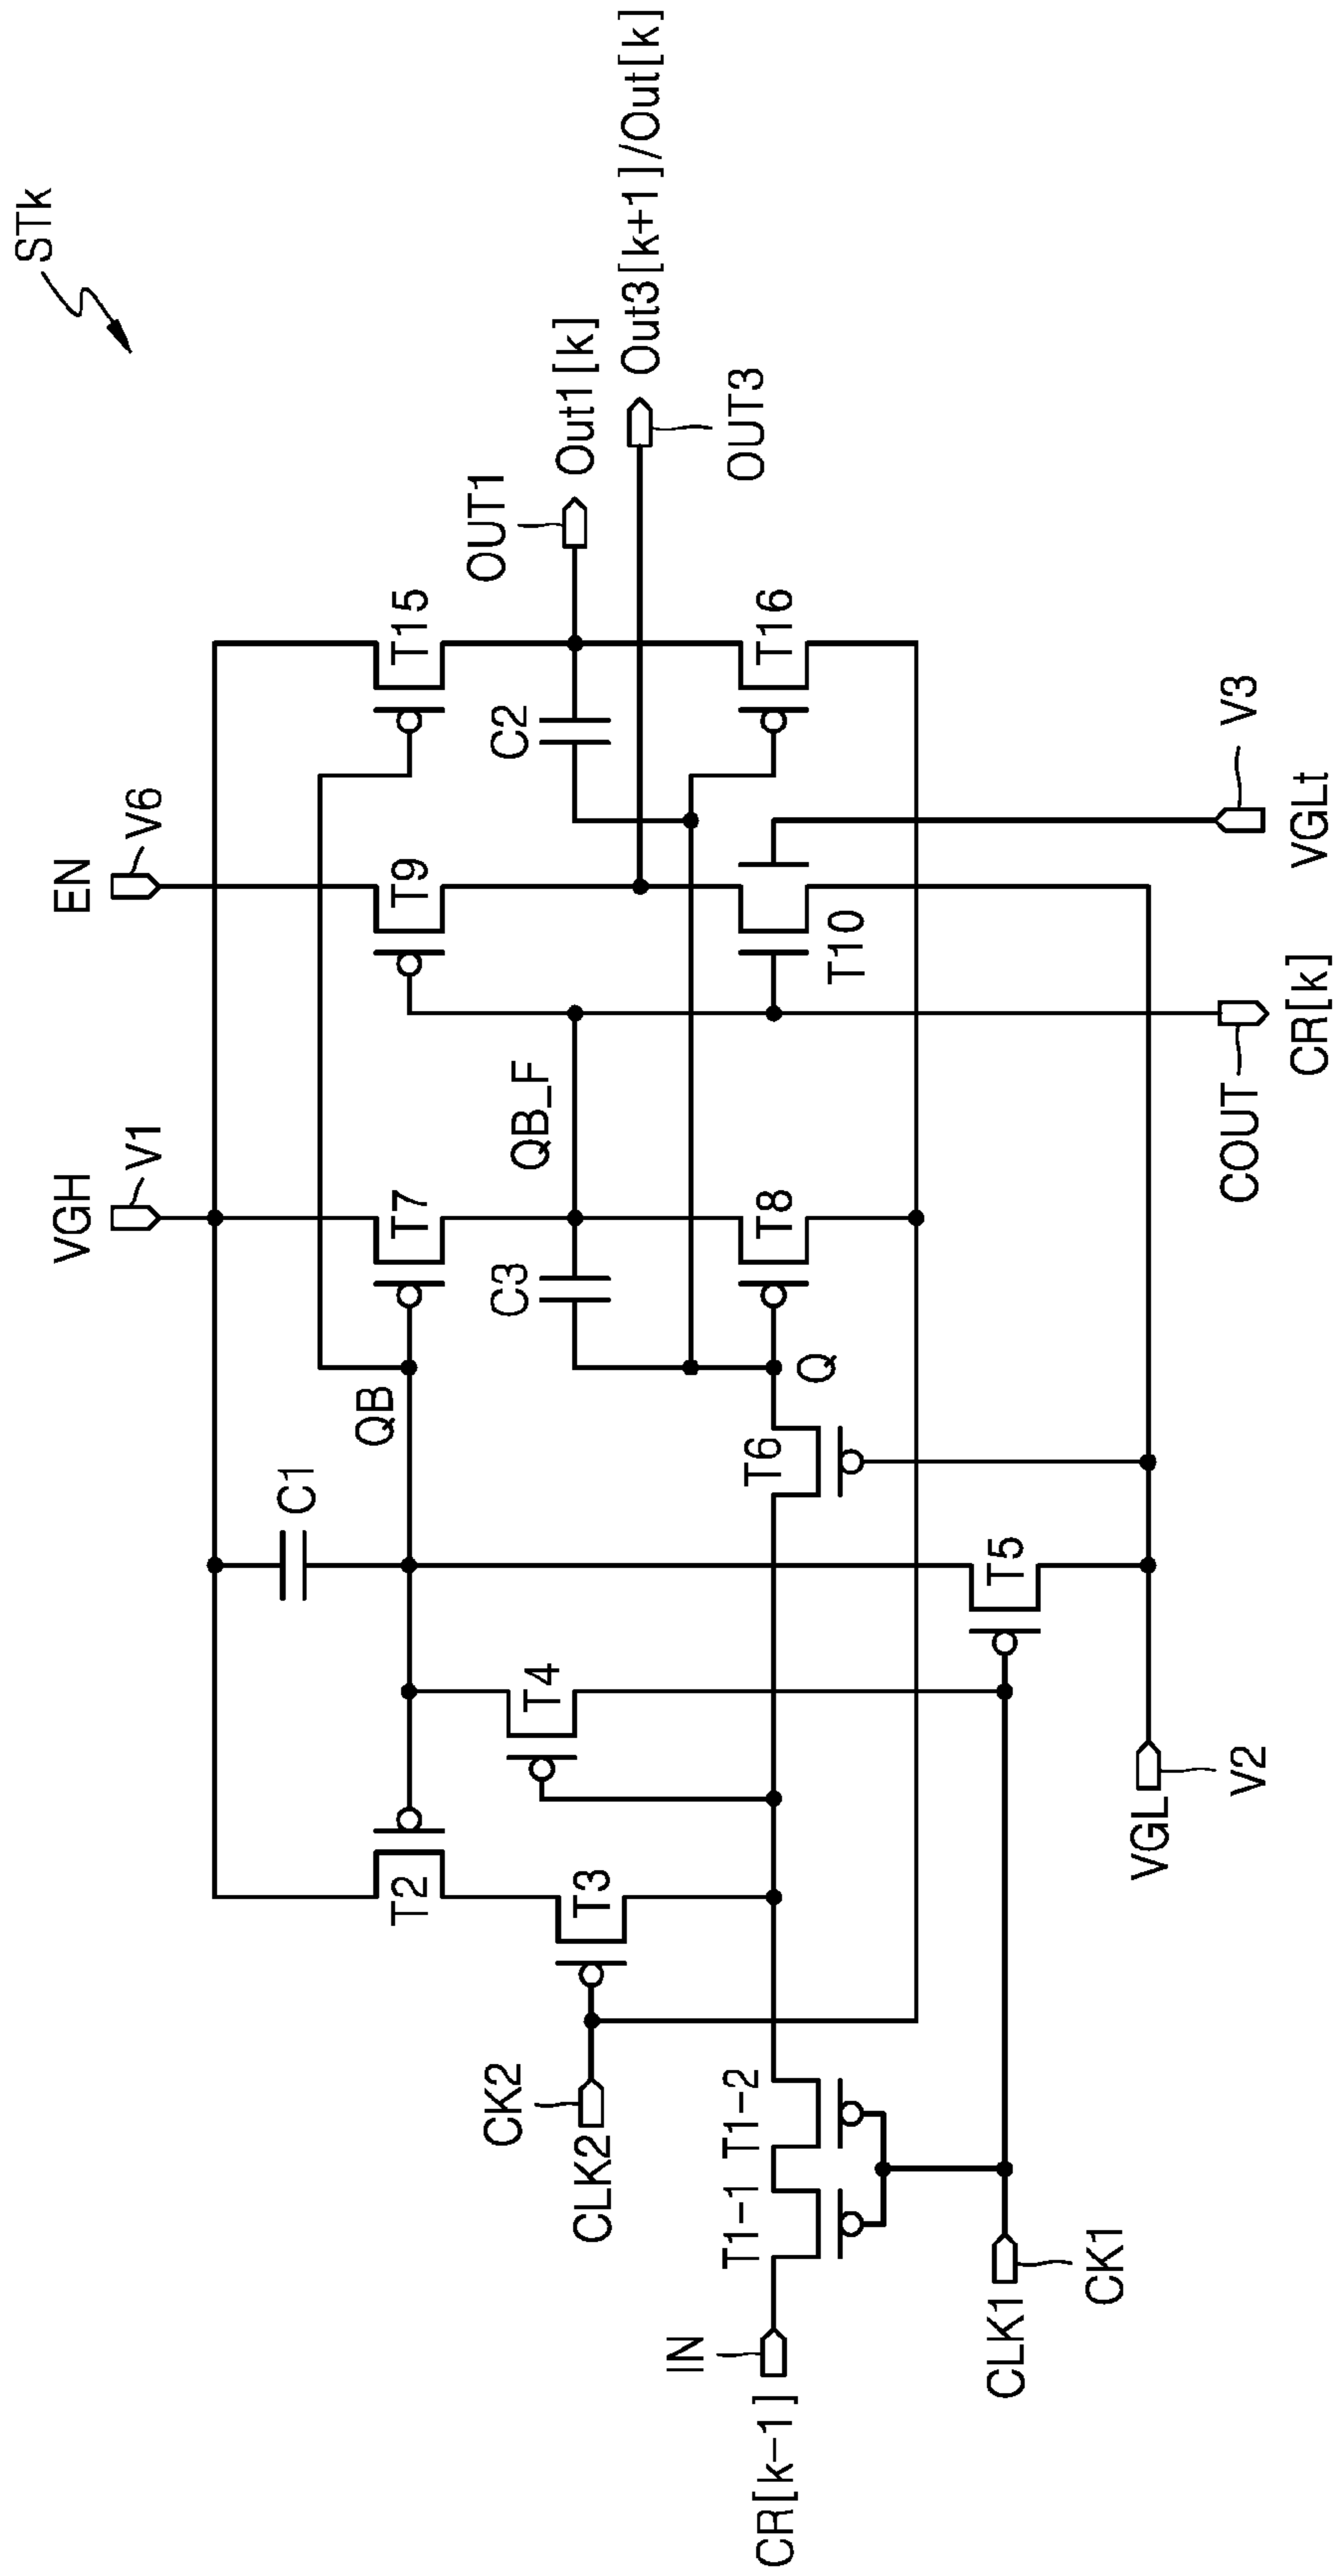 STk
EN
V6
VGH
V1
C1
QB
T2
T7
T9
T15
OUT1
Out1[k]
Out3[k+1]/Out[k]
OUT3
CK2
CLK2
T3
T4
C3
QB_F
C2
IN
CR[k-1]
T1-1
T1-2
T6
Q
T8
T10
T16
CLK1
CK1
T5
VGL
V2
COUT
CR[k]
VGLt
V3